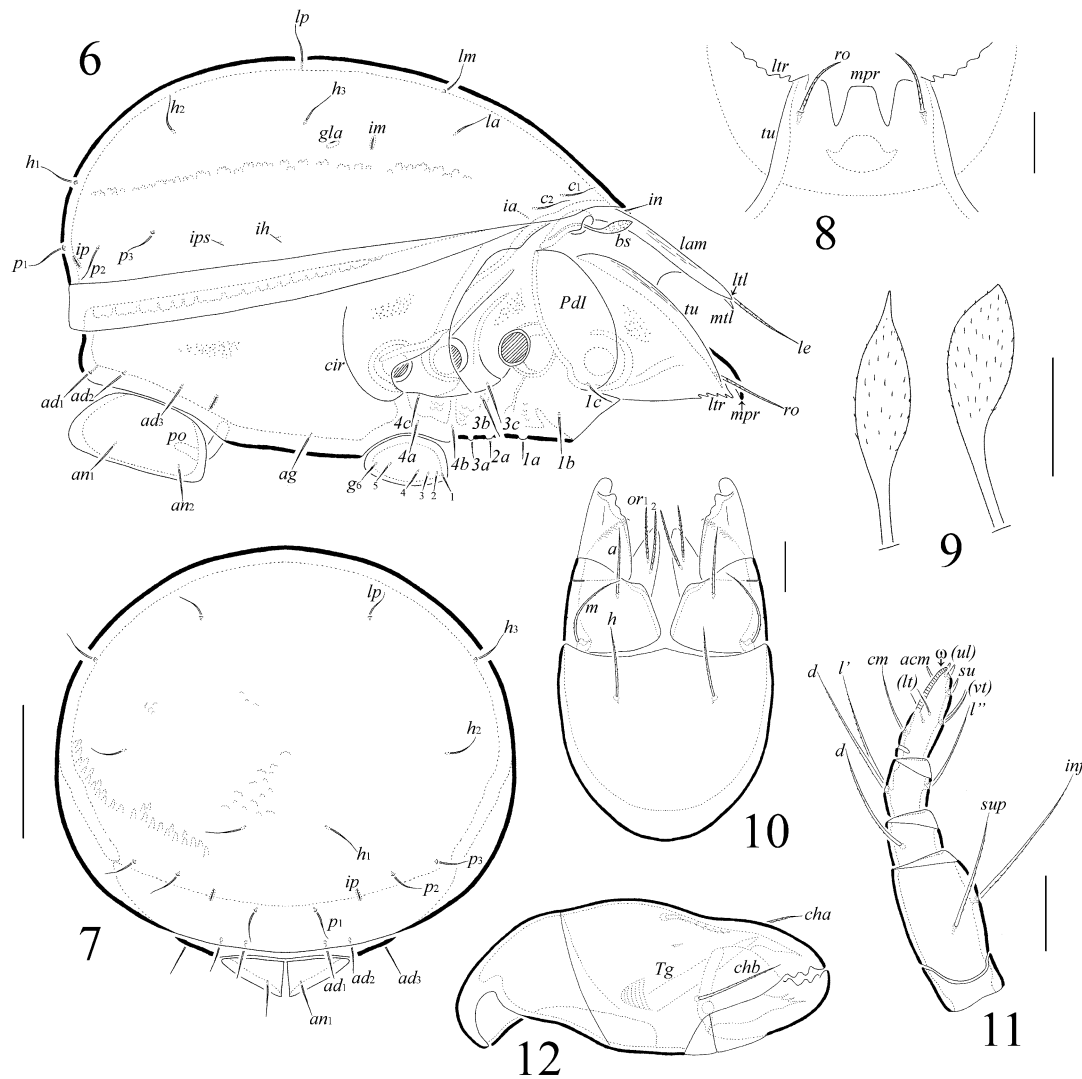 6
lp
lm
h3
h2
la
gla
im
h1
c1
c2
in
ia
bs
lam
ip
p1
p2
p3
ips
ih
ltl
mtl
le
tu
Pdl
cir
ro
mpr
ltr
1c
ad1
ad2
ad3
po
an1
an2
ag
4c
4a
3b
3c
4b
3a
2a
1a
1b
g6
5
4
3
2
1
ltr
ro
mpr
tu
8
9
lp
h3
h2
h1
p3
p2
ip
p1
7
ad1
ad2
ad3
an1
or1,2
a
m
h
10
ω
acm
(ul)
cm
(lt)
su
(vt)
l'
l''
d
d
sup
inf
11
cha
Tg
chb
12